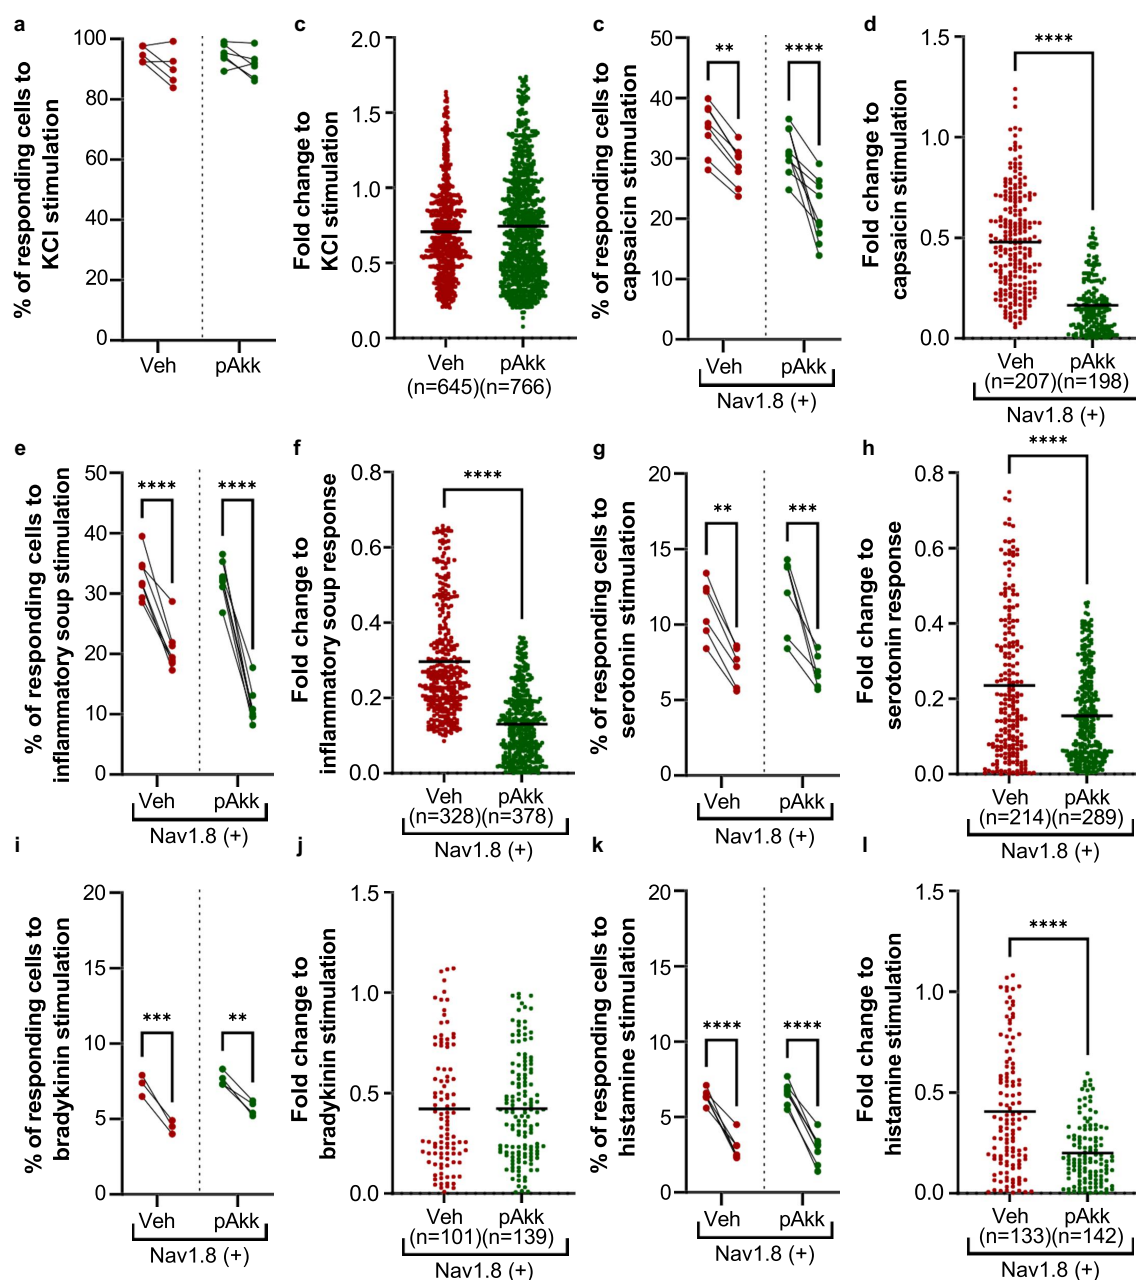 a
% of responding cells to
KCl stimulation
100
80
60
40
20
0
Veh
pAkk
c
Fold change to
KCl stimulation
2.0
1.5
1.0
0.5
0.0
Veh
pAkk
(n=645)(n=766)
c
% of responding cells to
capsaicin stimulation
50
40
30
20
10
0
**
****
Veh
pAkk
Nav1.8 (+)
d
Fold change to
capsaicin stimulation
1.5
1.0
0.5
0.0
****
Veh
pAkk
(n=207)(n=198)
Nav1.8 (+)
e
% of responding cells to
inflammatory soup stimulation
50
40
30
20
10
0
****
****
Veh
pAkk
Nav1.8 (+)
f
Fold change to
inflammatory soup response
0.8
0.6
0.4
0.2
0.0
****
Veh
pAkk
(n=328)(n=378)
Nav1.8 (+)
g
% of responding cells to
serotonin stimulation
20
15
10
5
0
**
***
Veh
pAkk
Nav1.8 (+)
h
Fold change to
serotonin response
0.8
0.6
0.4
0.2
0.0
****
Veh
pAkk
(n=214)(n=289)
Nav1.8 (+)
i
% of responding cells to
bradykinin stimulation
20
15
10
5
0
***
**
Veh
pAkk
Nav1.8 (+)
j
Fold change to
bradykinin stimulation
1.5
1.0
0.5
0.0
Veh
pAkk
(n=101)(n=139)
Nav1.8 (+)
k
% of responding cells to
histamine stimulation
20
15
10
5
0
****
****
Veh
pAkk
Nav1.8 (+)
l
Fold change to
histamine stimulation
1.5
1.0
0.5
0.0
****
Veh
pAkk
(n=133)(n=142)
Nav1.8 (+)